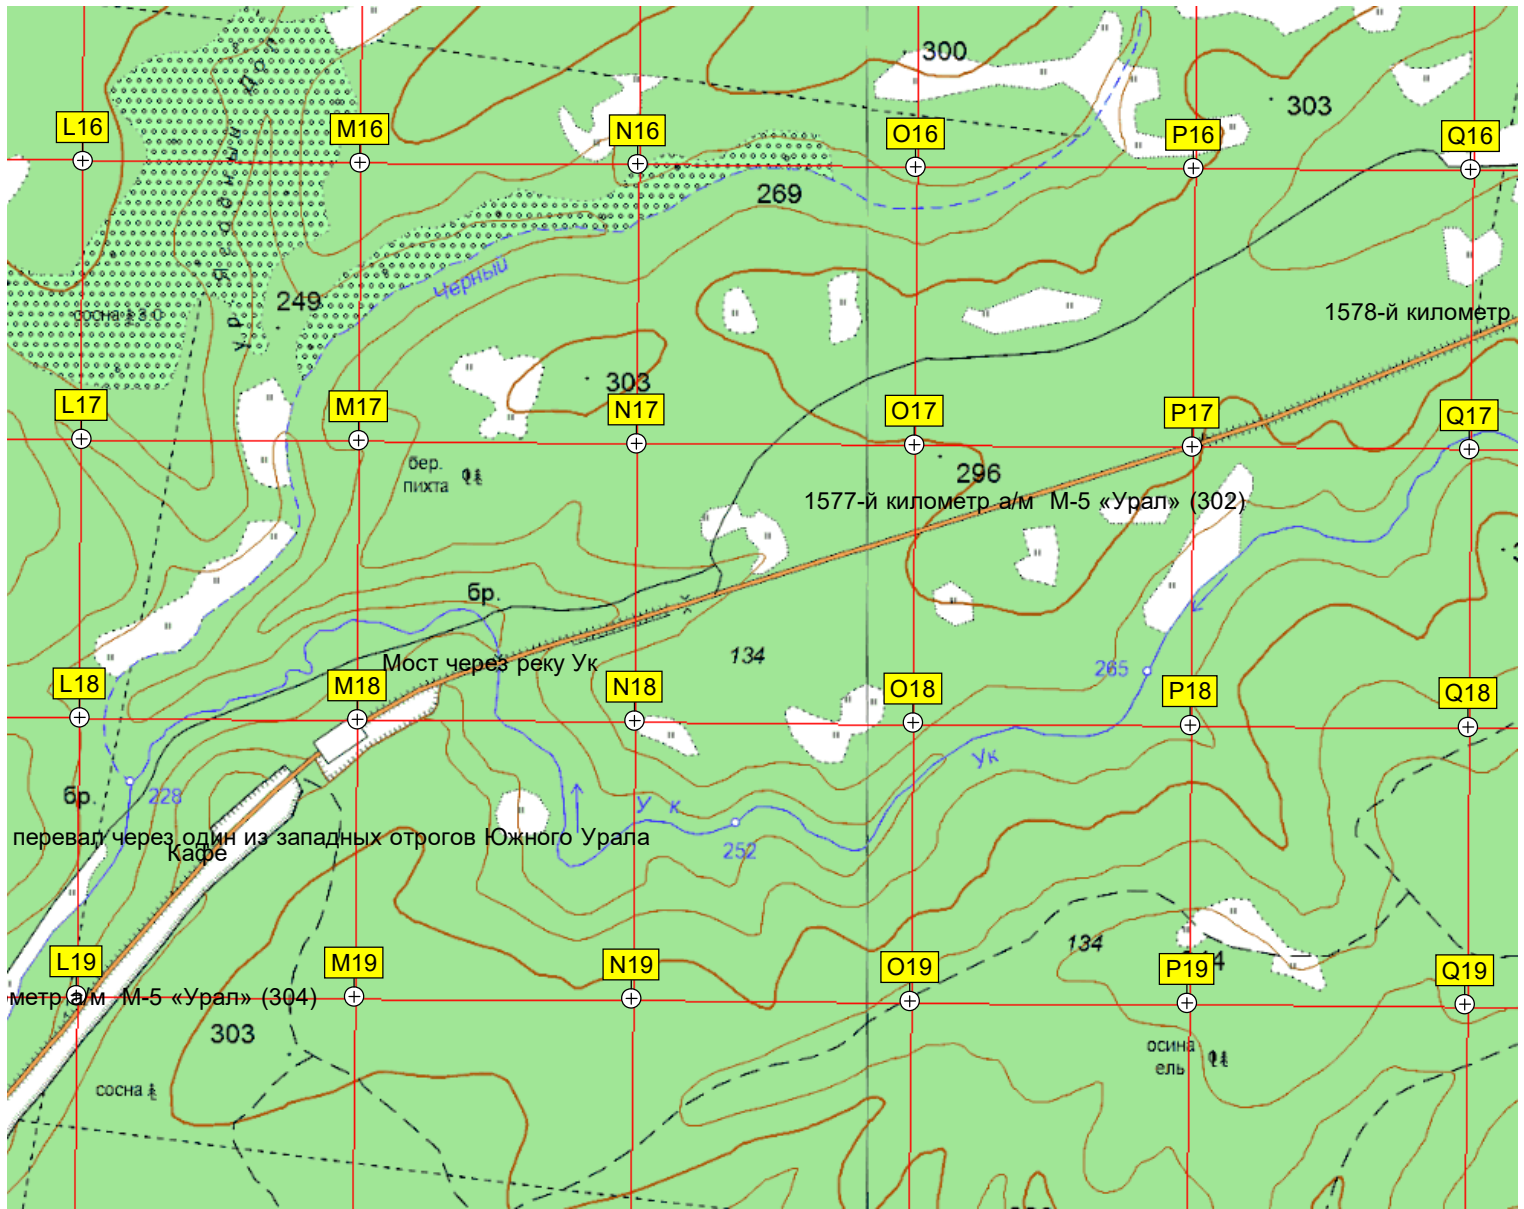 300
303
L16
M16
N16
O16
P16
Q16
269
Черный
249
сосна 3.0
ур.
1578-й километр
303
L17
M17
N17
O17
P17
Q17
бер.
пихта
296
1577-й километр а/м М-5 «Урал» (302)
бр.
134
Мост через реку Ук
265
L18
M18
N18
O18
P18
Q18
Ук
бр.
228
У к
перевал через один из западных отрогов Южного Урала
Кафе
252
134
L19
M19
N19
O19
P19
Q19
метр а/м М-5 «Урал» (304)
303
осина
ель
сосна